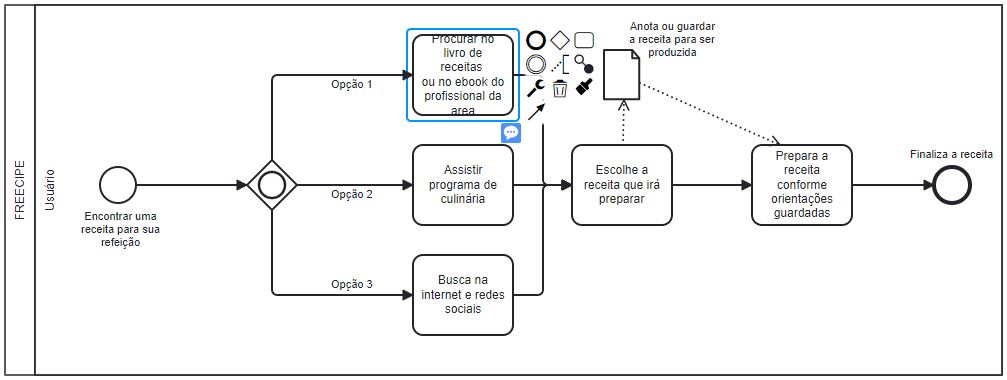 FREECIPE
Usuário
Encontrar uma
receita para sua
refeição
Opção 1
Opção 2
Opção 3
Procurar no
livro de
receitas
ou no ebook do
profissional da
area
Assistir
programa de
culinária
Busca na
internet e redes
sociais
Escolhe a
receita que irá
preparar
Anota ou guardar
a receita para ser
produzida
Prepara a
receita
conforme
orientações
guardadas
Finaliza a receita